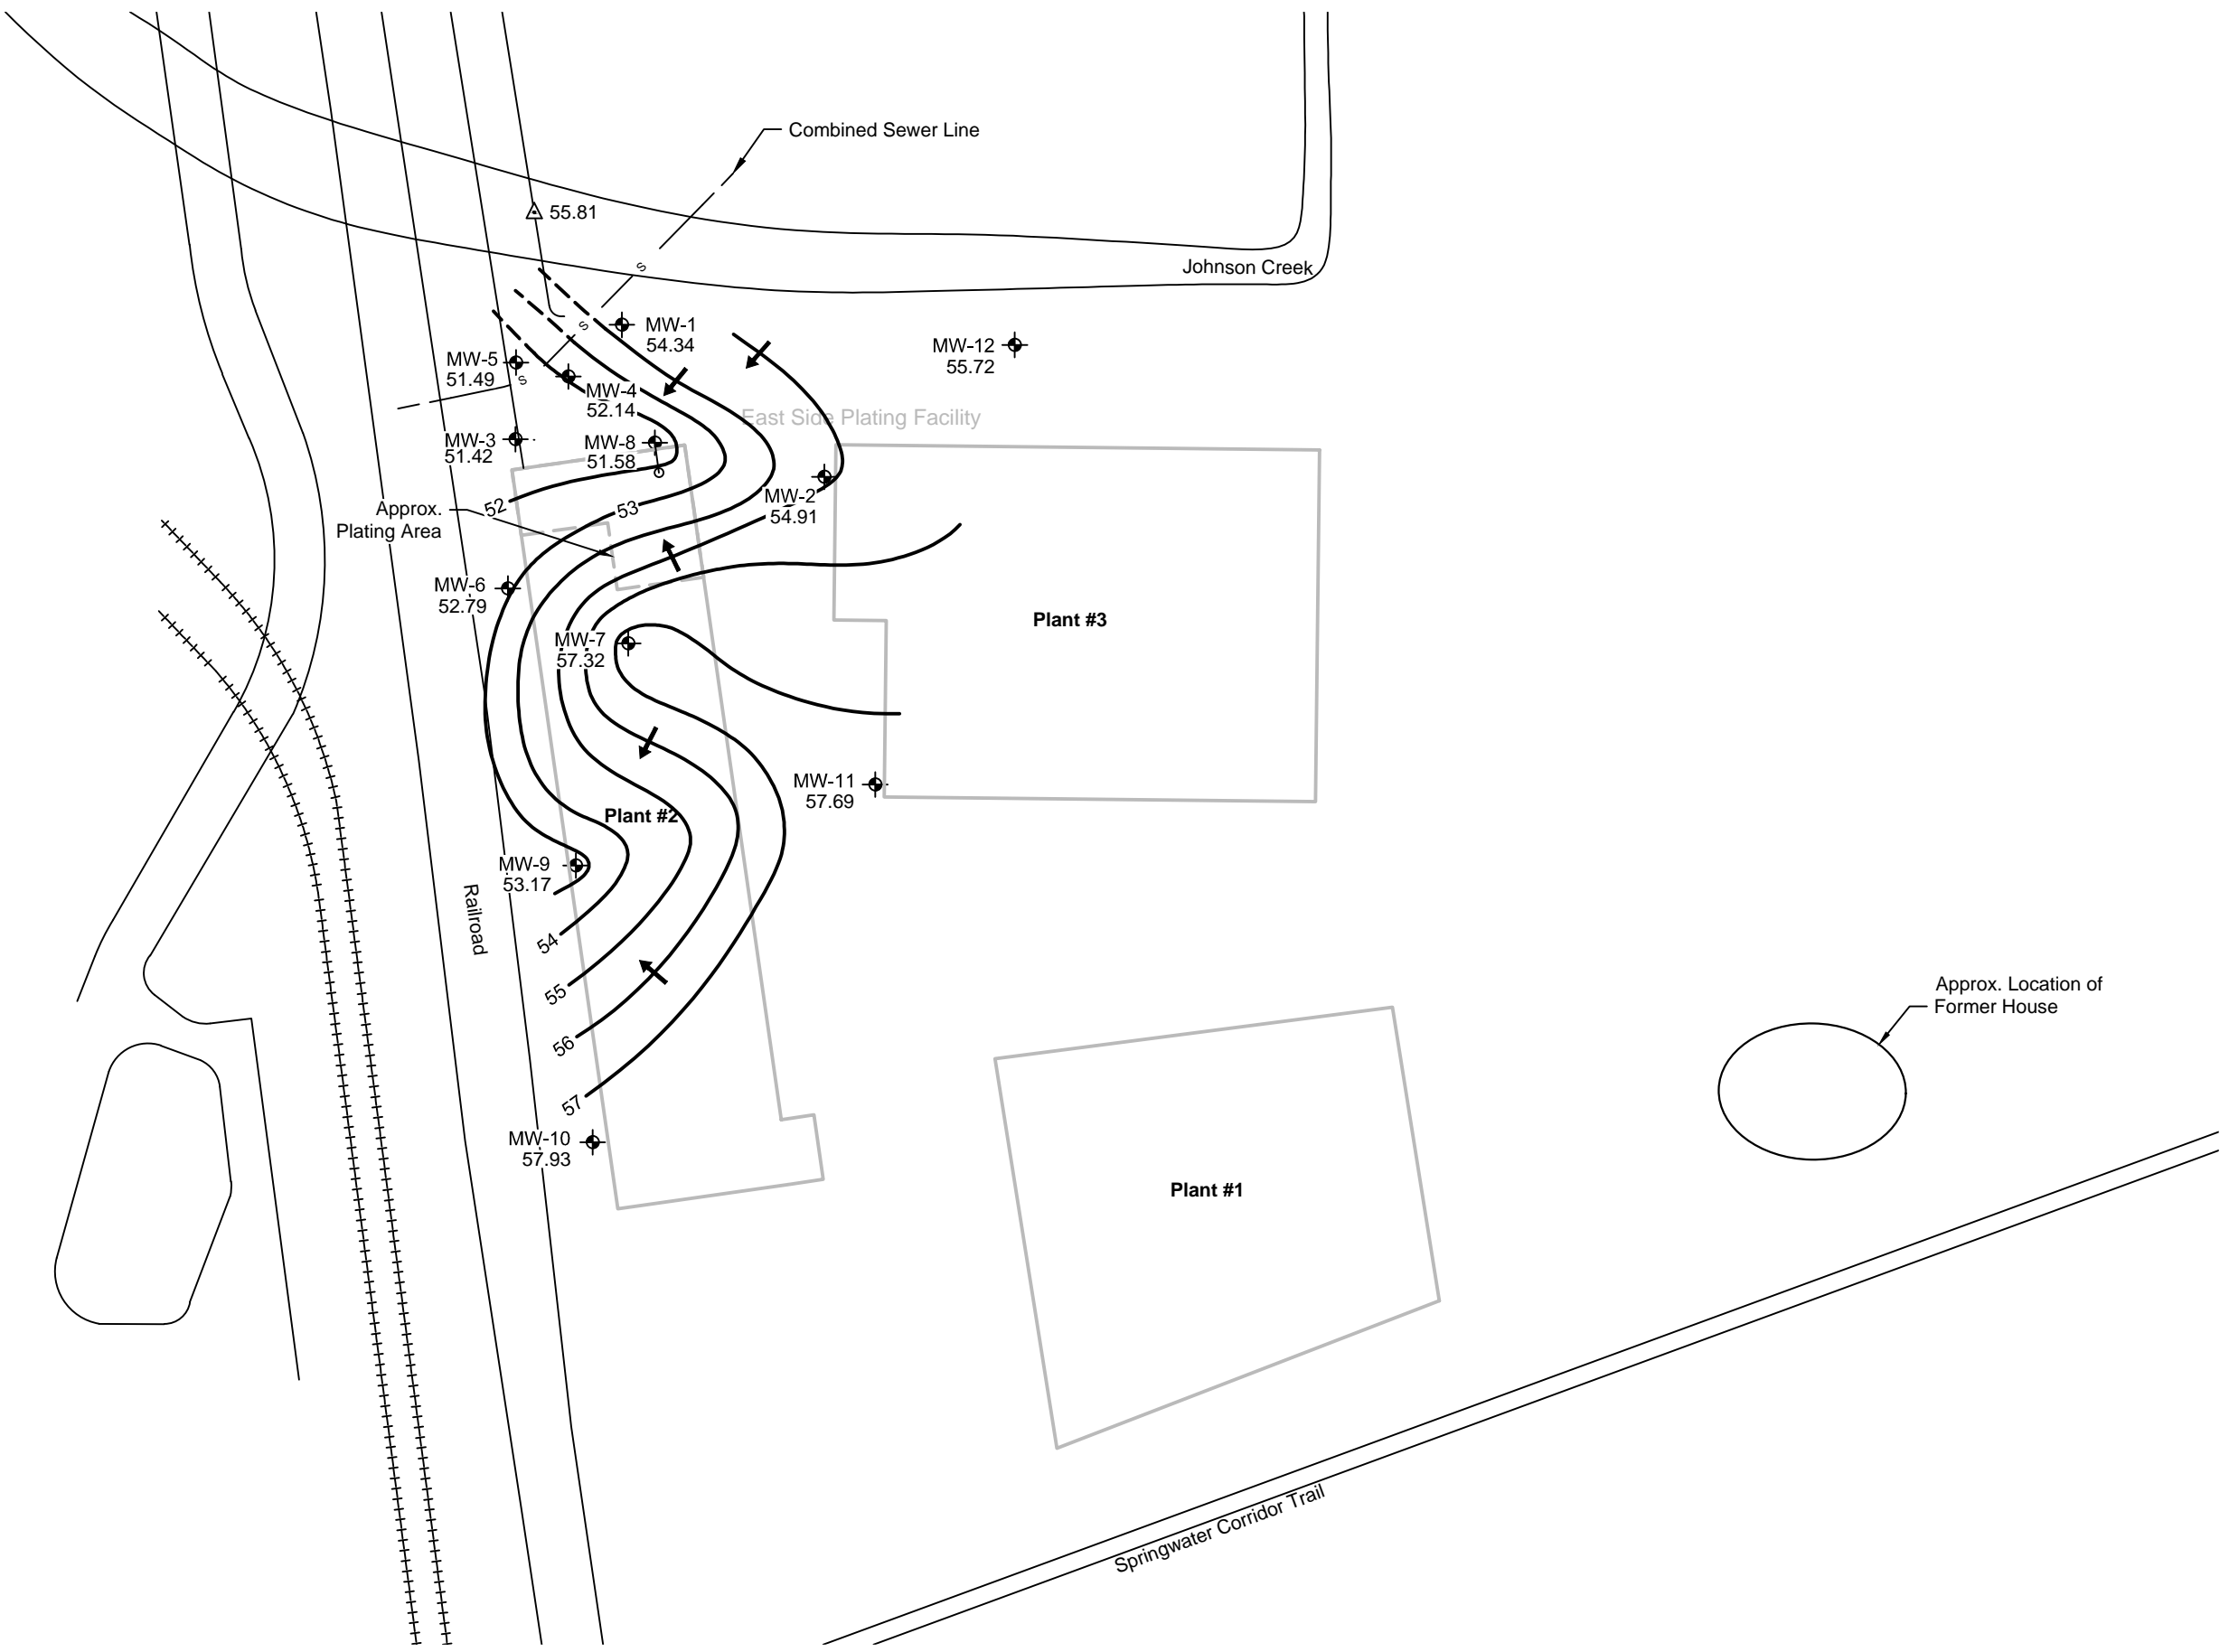 Combined Sewer Line
55.81
s
Johnson Creek
s
MW-1
54.34
MW-12
55.72
MW-5
51.49
s
MW-4
52.14
East Side Plating Facility
MW-3
51.42
MW-8
51.58
MW-2
54.91
52
53
Approx.
Plating Area
MW-6
52.79
Plant #3
MW-7
57.32
MW-11
57.69
Plant #2
MW-9
53.17
Railroad
54
55
56
57
Approx. Location of
Former House
MW-10
57.93
Plant #1
Springwater Corridor Trail